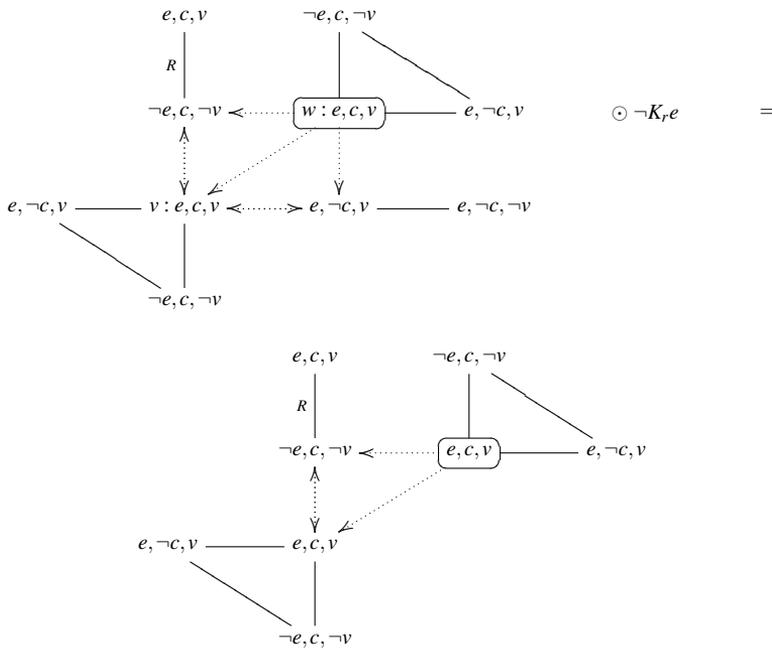 e, c, v ¬e, c, ¬v
R
¬e, c, ¬v w : e, c, v e, ¬c, v ⊙ ¬K_r e =
e, ¬c, v v : e, c, v e, ¬c, v e, ¬c, ¬v
¬e, c, ¬v
e, c, v ¬e, c, ¬v
R
¬e, c, ¬v e, c, v e, ¬c, v
e, ¬c, v e, c, v
¬e, c, ¬v